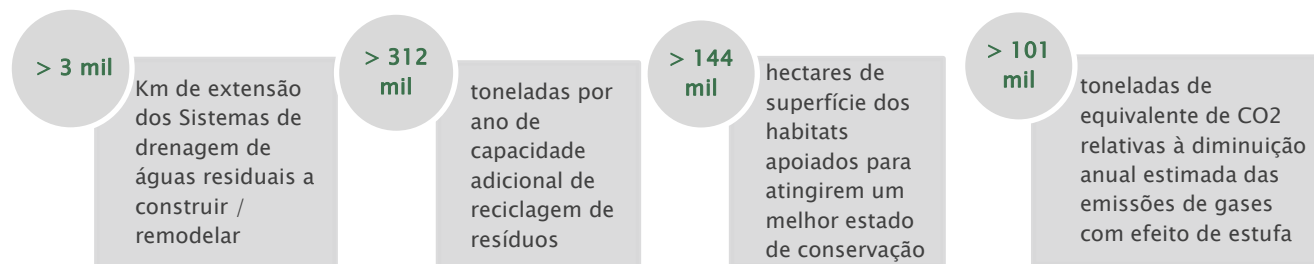 > 3 mil
Km de extensão
dos Sistemas de
drenagem de
águas residuais a
construir /
remodelar
> 312
mil
toneladas por
ano de
capacidade
adicional de
reciclagem de
resíduos
> 144
mil
hectares de
superfície dos
habitats
apoiados para
atingirem um
melhor estado
de conservação
> 101
mil
toneladas de
equivalente de CO2
relativas à diminuição
anual estimada das
emissões de gases
com efeito de estufa